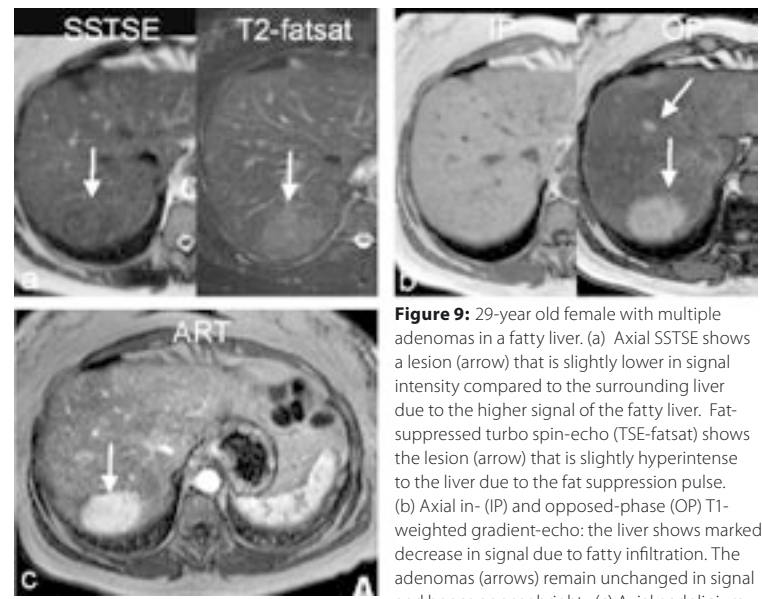 SSTSE
T2-fatsat
IP
OP
a
b
ART
c
A
Figure 9: 29-year old female with multiple
adenomas in a fatty liver. (a) Axial SSTSE shows
a lesion (arrow) that is slightly lower in signal
intensity compared to the surrounding liver
due to the higher signal of the fatty liver. Fat-
suppressed turbo spin-echo (TSE-fatsat) shows
the lesion (arrow) that is slightly hyperintense
to the liver due to the fat suppression pulse.
(b) Axial in- (IP) and opposed-phase (OP) T1-
weighted gradient-echo: the liver shows marked
decrease in signal due to fatty infiltration. The
adenomas (arrows) remain unchanged in signal